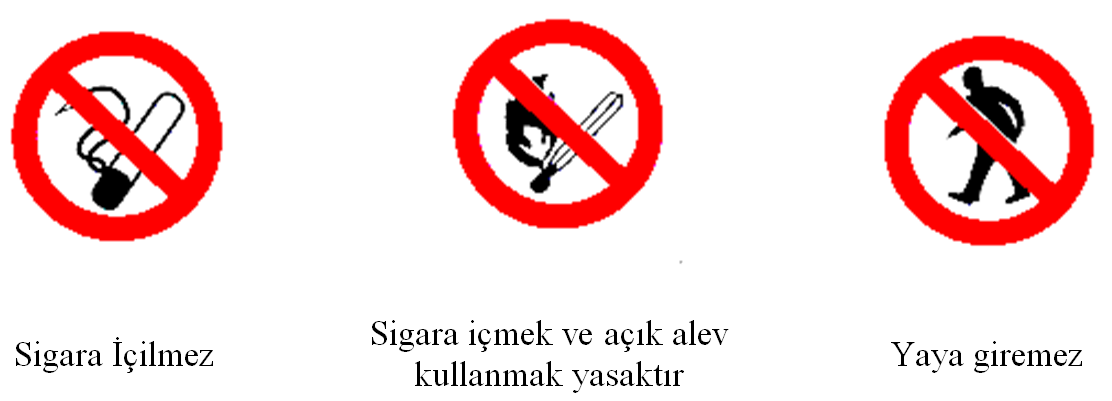 Sigara İçilmez
Sigara içmek ve açık alev
kullanmak yasaktır
Yaya giremez